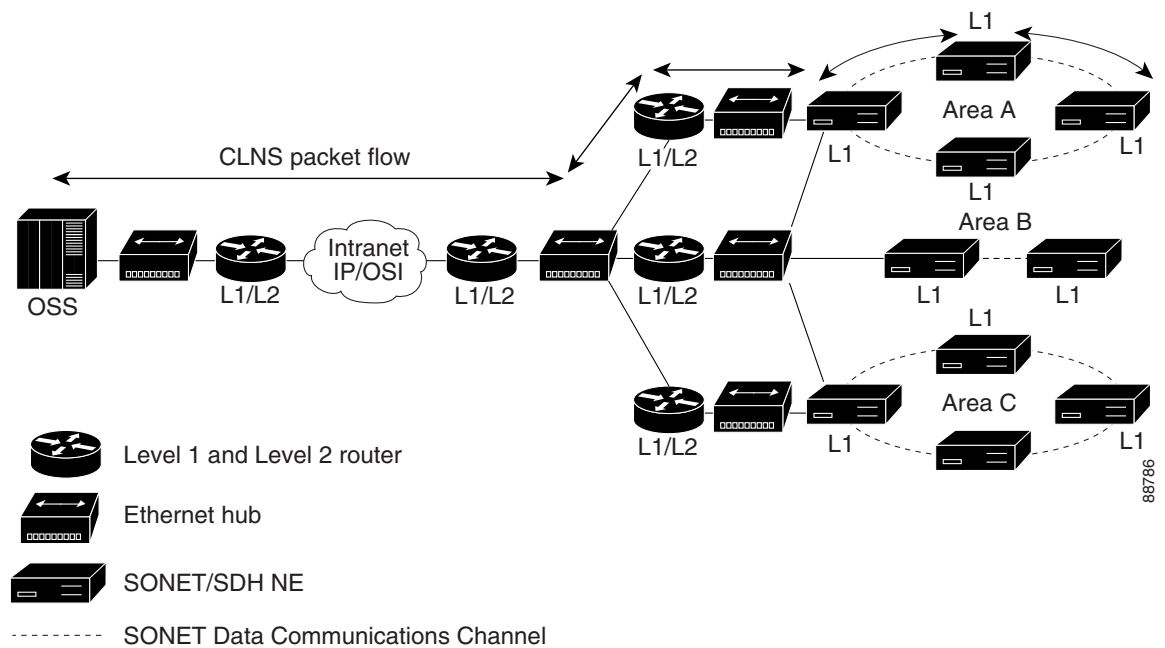 L1
Area A
L1/L2
L1
L1
L1
CLNS packet flow
Area B
Intranet
IP/OSI
OSS
L1/L2
L1/L2
L1/L2
L1
L1
L1
Area C
L1/L2
L1
L1
Level 1 and Level 2 router
Ethernet hub
SONET/SDH NE
SONET Data Communications Channel
88786